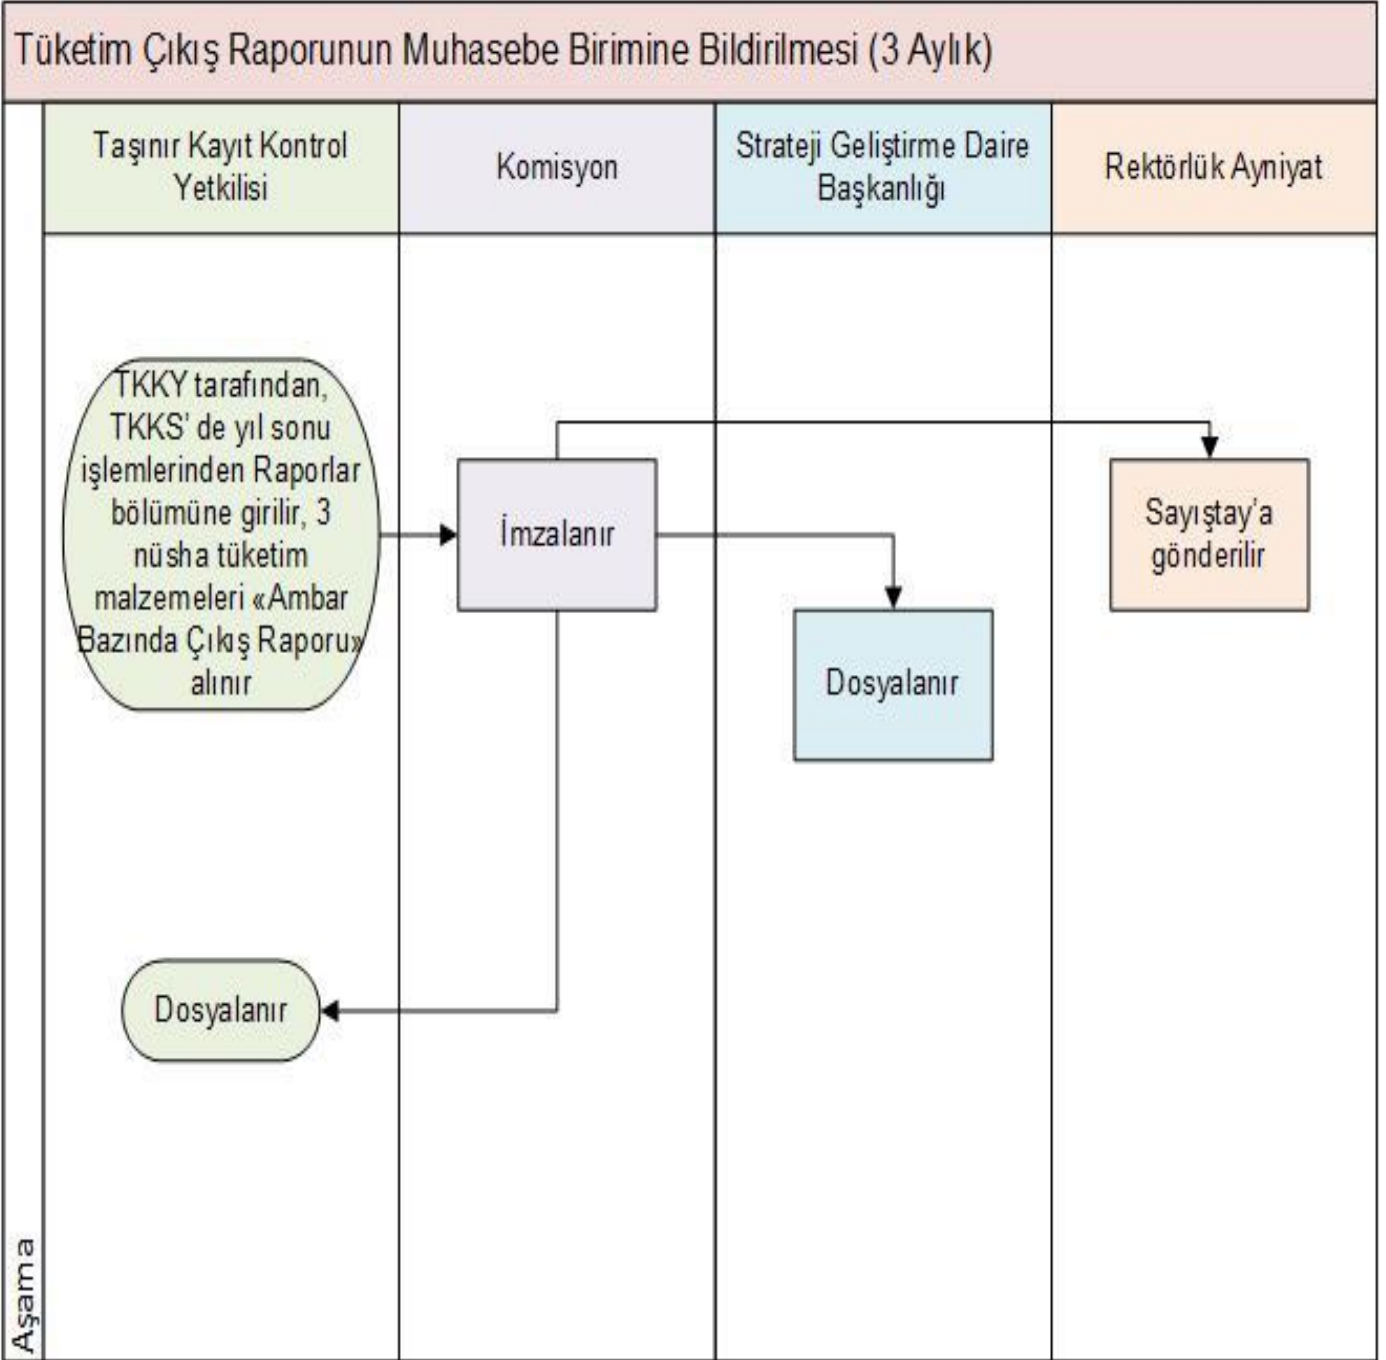 Tüketim Çıkış Raporunun Muhasebe Birimine Bildirilmesi (3 Aylık)
Taşınır Kayıt Kontrol
Yetkilisi
Komisyon
Strateji Geliştirme Daire
Başkanlığı
Rektörlük Ayniyat
TKKY tarafından,
TKKS’ de yıl sonu
işlemlerinden Raporlar
bölümüne girilir, 3
nüsha tüketim
malzemeleri «Ambar
Bazında Çıkış Raporu»
alınır
İmzalanır
Sayıştay’a
gönderilir
Dosyalanır
Dosyalanır
Aşama